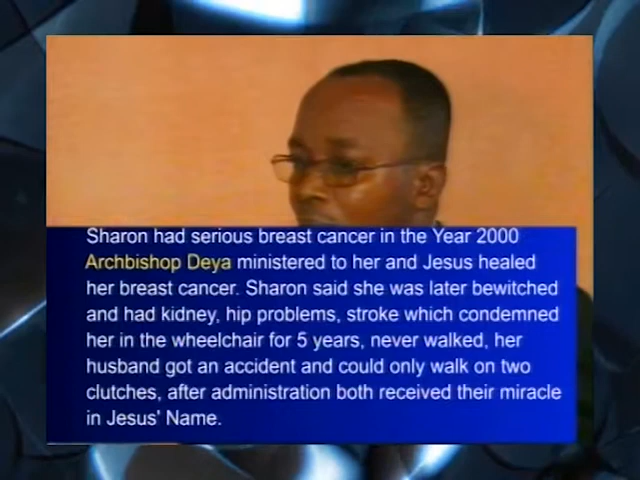 Sharon had serious breast cancer in the Year 2000
Archbishop Deya ministered to her and Jesus healed
her breast cancer. Sharon said she was later bewitched
and had kidney, hip problems, stroke which condemned
her in the wheelchair for 5 years, never walked, her
husband got an accident and could only walk on two
clutches, after administration both received their miracle
in Jesus' Name.